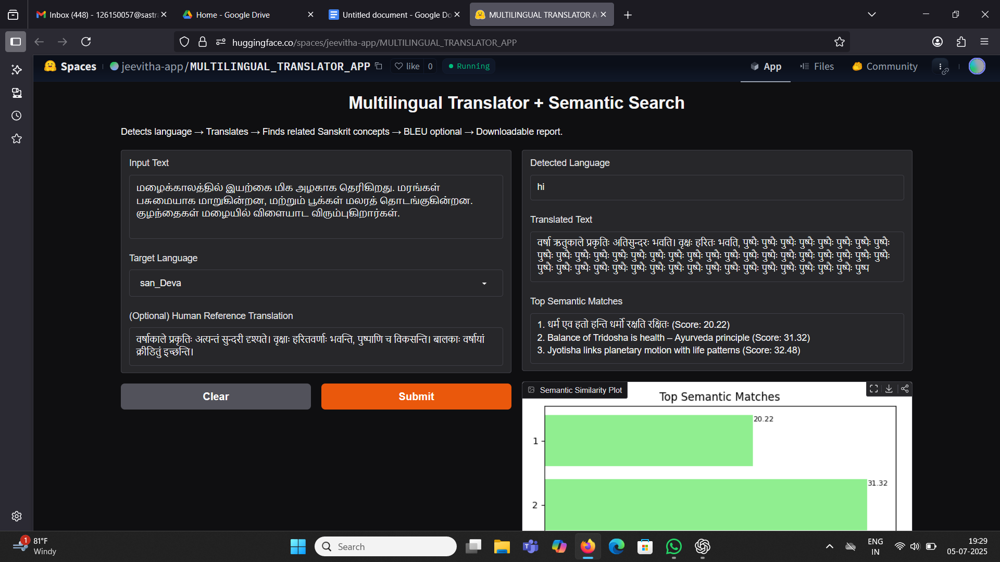 Inbox (448) - 126150057@sastr
Home - Google Drive
Untitled document - Google Do
MULTILINGUAL TRANSLATOR A
huggingface.co/spaces/jeevitha-app/MULTILINGUAL_TRANSLATOR_APP
Spaces
jeevitha-app/MULTILINGUAL_TRANSLATOR_APP
like 0
Running
App
Files
Community
Multilingual Translator + Semantic Search
Detects language → Translates → Finds related Sanskrit concepts → BLEU optional → Downloadable report.
Input Text
மழைக்காலத்தில் இயற்கை மிக அழகாக தெரிகிறது. மரங்கள்
பசுமையாக மாறுகின்றன, மற்றும் பூக்கள் மலரத் தொடங்குகின்றன.
குழந்தைகள் மழையில் விளையாட விரும்புகிறார்கள்.
Target Language
san_Deva
(Optional) Human Reference Translation
वर्षाकाले प्रकृतिः अत्यन्तं सुन्दरी दृश्यते। वृक्षाः हरितवर्णाः भवन्ति, पुष्पाणि च विकसन्ति। बालकाः वर्षायां
क्रीडितुं इच्छन्ति।
Clear
Submit
Detected Language
hi
Translated Text
वर्षा ऋतुकाले प्रकृतिः अतिसुन्दरः भवति। वृक्षः हरितः भवति, पुष्पैः पुष्पैः पुष्पैः पुष्पैः पुष्पैः पुष्पैः पुष्पैः पुष्पैः
पुष्पैः पुष्पैः पुष्पैः पुष्पैः पुष्पैः पुष्पैः पुष्पैः पुष्पैः पुष्पैः पुष्पैः पुष्पैः पुष्पैः पुष्पैः पुष्पैः पुष्पैः पुष्पैः पुष्पैः पुष्पैः पुष्पैः
पुष्पैः पुष्पैः पुष्पैः पुष्पैः पुष्पैः पुष्पैः पुष्पैः पुष्पैः पुष्पैः पुष्पैः पुष्पैः पुष्पैः पुष्पैः पुष्पैः पुष्पैः पुष्पैः पुष्पैः पुष्प
Top Semantic Matches
1. धर्म एव हतो हन्ति धर्मो रक्षति रक्षितः (Score: 20.22)
2. Balance of Tridosha is health – Ayurveda principle (Score: 31.32)
3. Jyotisha links planetary motion with life patterns (Score: 32.48)
Semantic Similarity Plot
Top Semantic Matches
20.22
1
31.32
2
1
81°F
Windy
Search
ENG
IN
19:29
05-07-2025